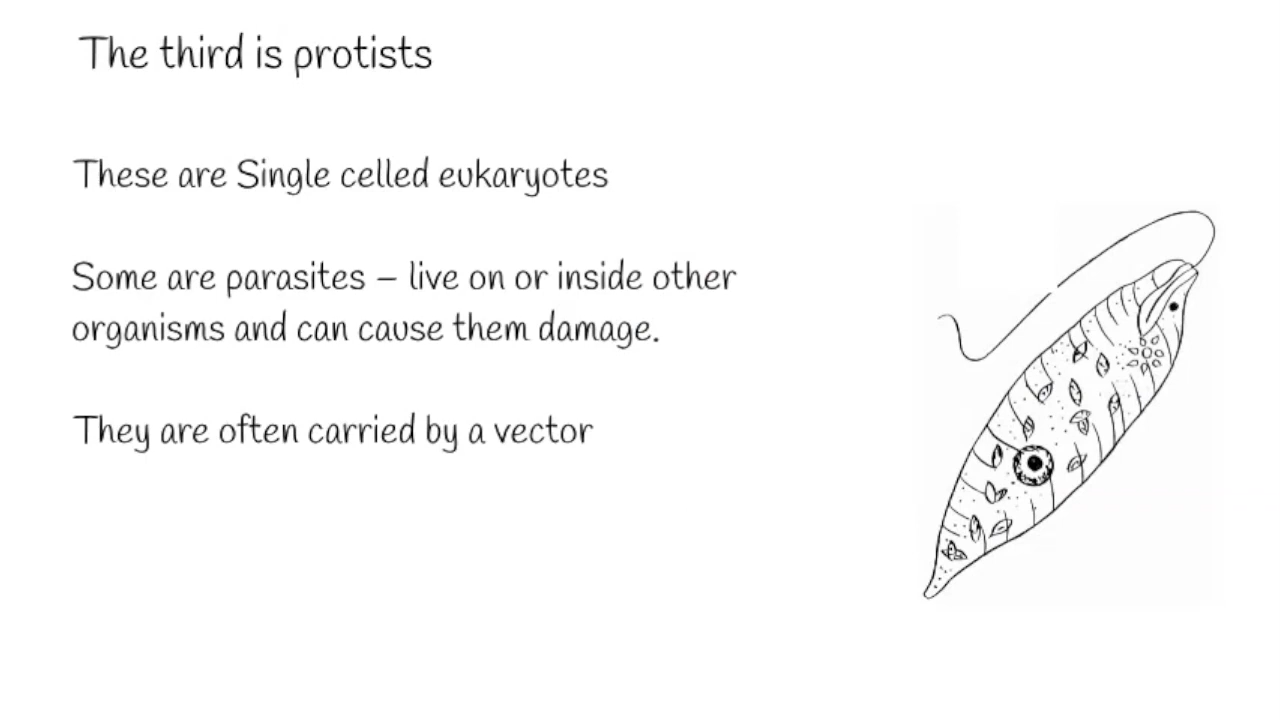 The third is protists
These are Single celled eukaryotes
Some are parasites – live on or inside other
organisms and can cause them damage.
They are often carried by a vector